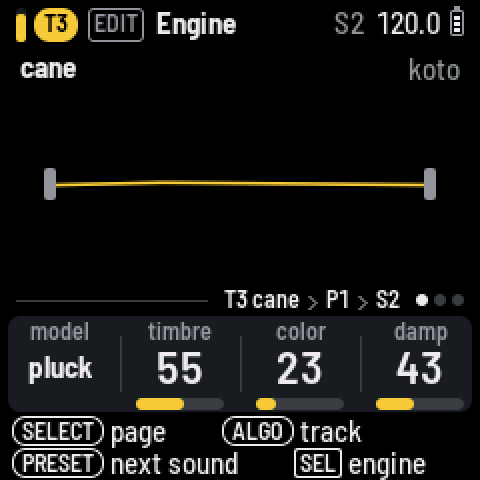 T3 EDIT Engine S2 120.0
cane koto
T3 cane > P1 > S2
model timbre color damp
pluck 55 23 43
SELECT page ALGO track
PRESET next sound SEL engine